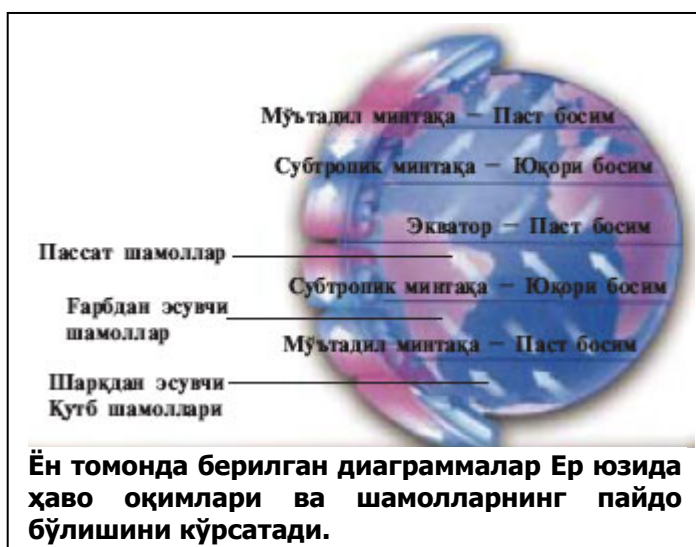 Мўътадил минтақа – Паст босим
Субтропик минтақа – Юқори босим
Экватор – Паст босим
Пассат шамоллар
Субтропик минтақа – Юқори босим
Ғарбдан эсувчи
шамоллар
Мўътадил минтақа – Паст босим
Шарқдан эсувчи
Қутб шамоллари
Ён томонда берилган диаграммалар Ер юзида
ҳаво оқимлари ва шамолларнинг пайдо
бўлишини кўрсатади.